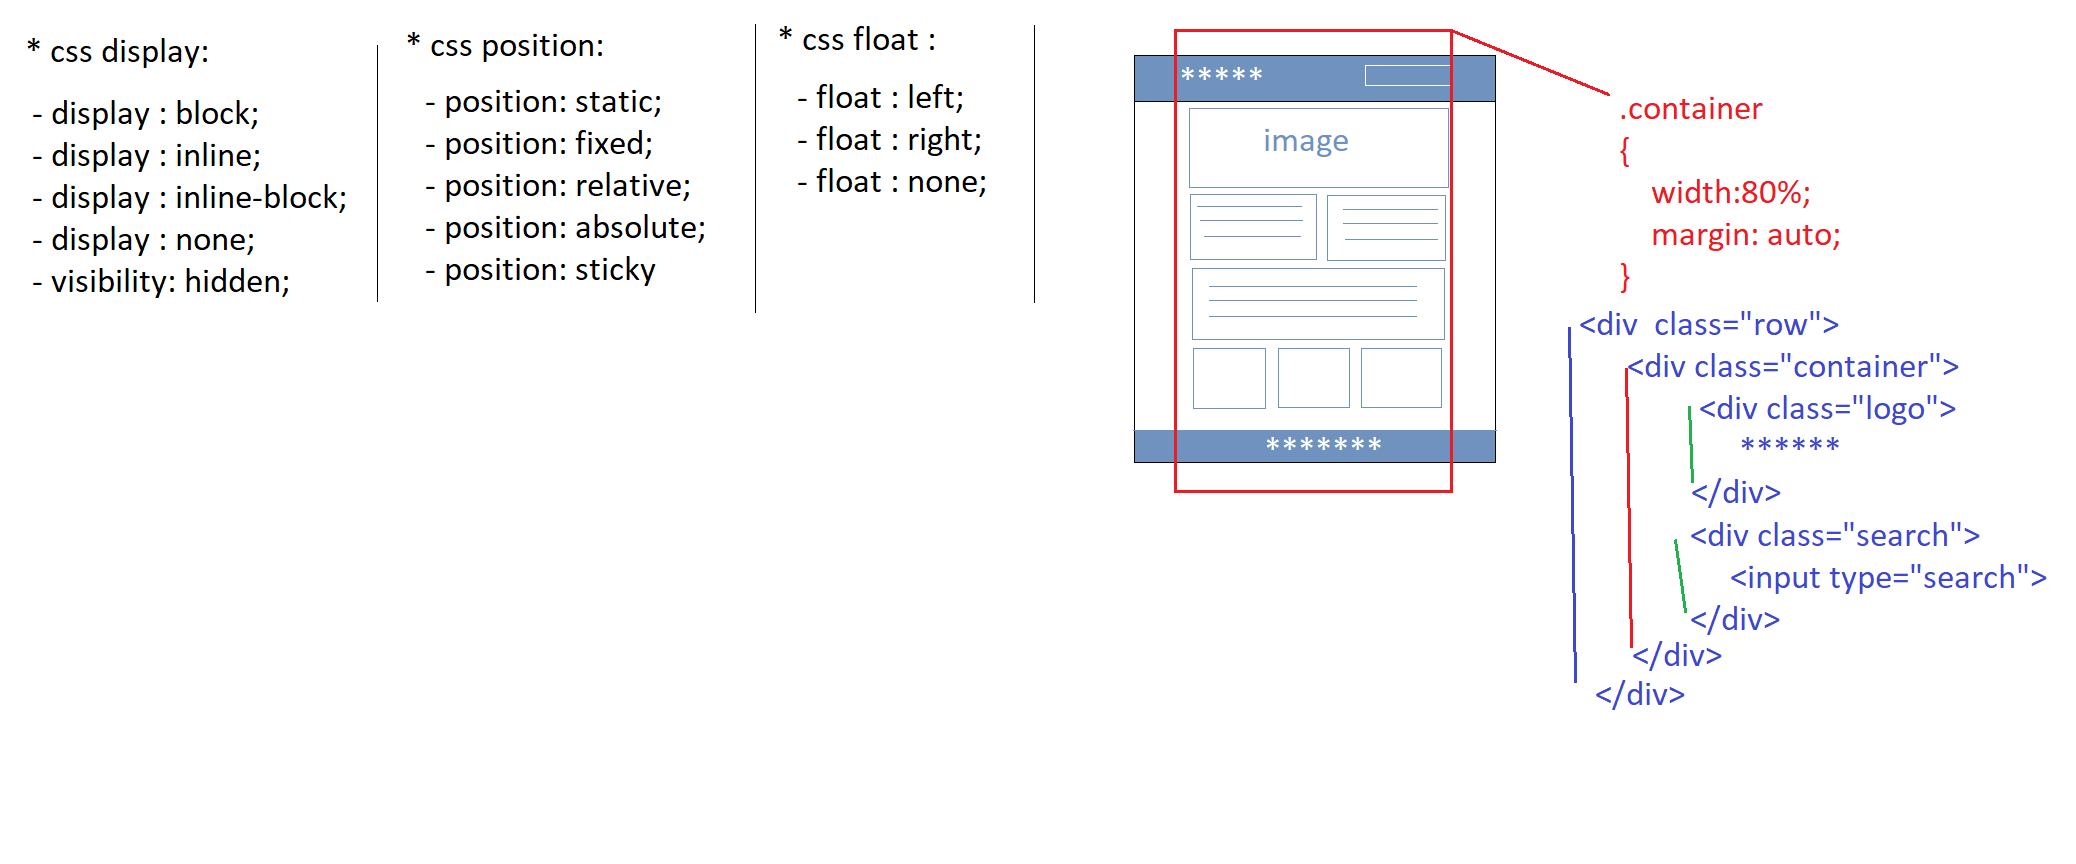 * css display:
- display : block;
- display : inline;
- display : inline-block;
- display : none;
- visibility: hidden;
* css position:
- position: static;
- position: fixed;
- position: relative;
- position: absolute;
- position: sticky
* css float :
- float : left;
- float : right;
- float : none;
*****
image
*******
.container
{
width:80%;
margin: auto;
}
<div  class="row">
<div class="container">
<div class="logo">
******
</div>
<div class="search">
<input type="search">
</div>
</div>
</div>